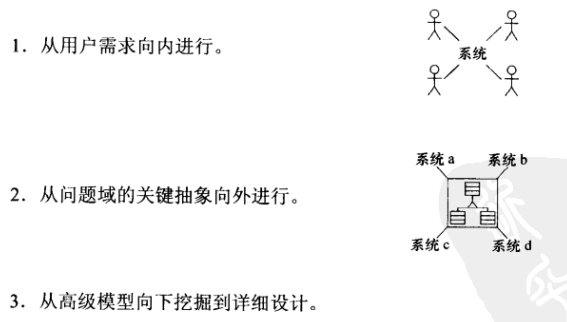 1. 从用户需求向内进行。
系统
2. 从问题域的关键抽象向外进行。
系统 a
系统 b
系统 c
系统 d
3. 从高级模型向下挖掘到详细设计。